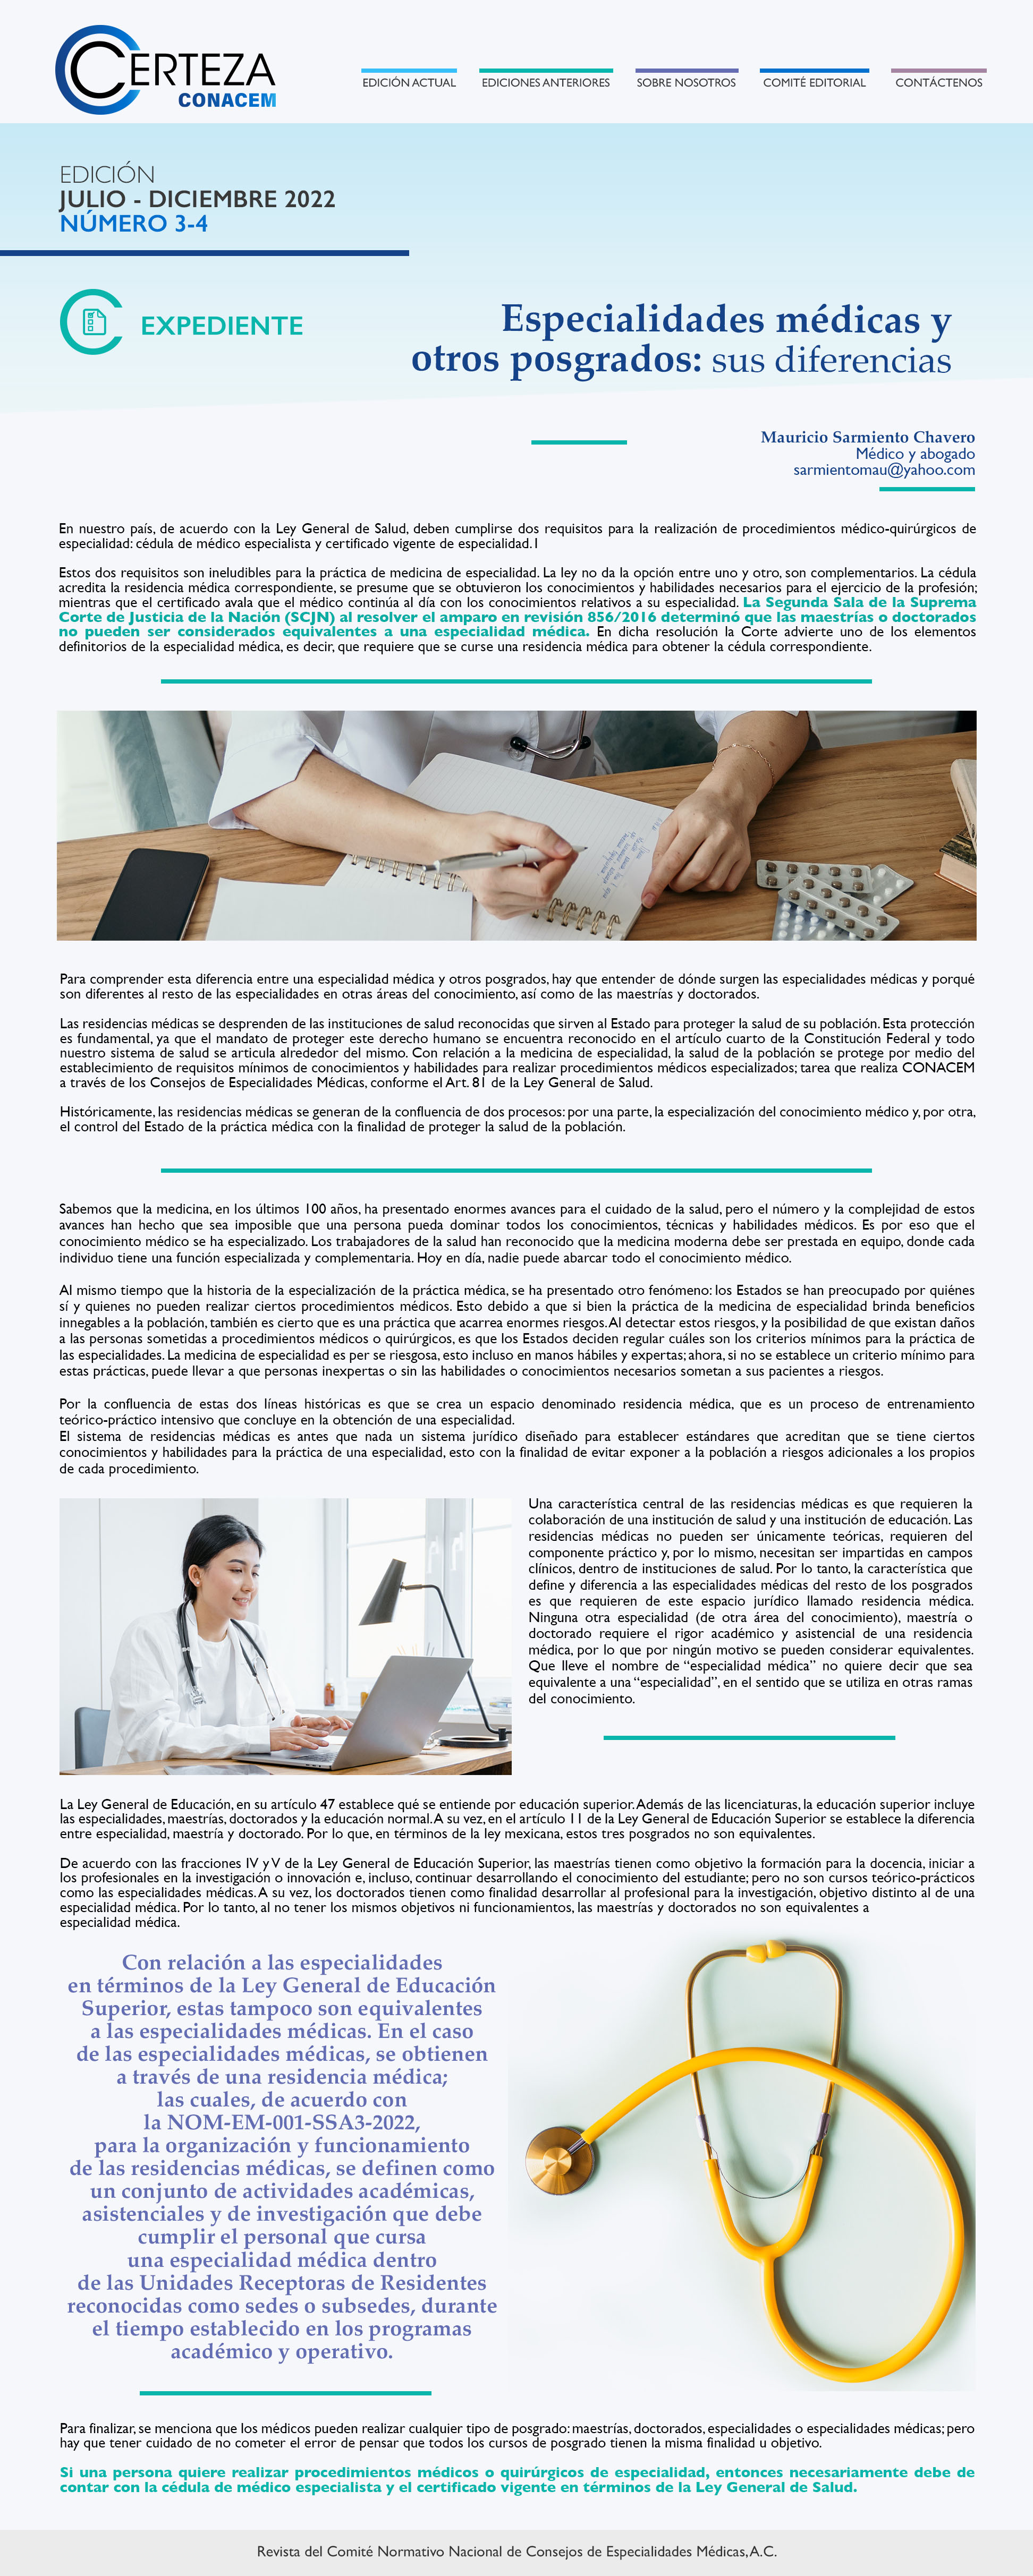 CERTEZA
CONACEM
EDICIÓN ACTUAL
EDICIONES ANTERIORES
SOBRE NOSOTROS
COMITÉ EDITORIAL
CONTÁCTENOS
EDICIÓN
JULIO - DICIEMBRE 2022
NÚMERO 3-4
EXPEDIENTE
Especialidades médicas y
otros posgrados: sus diferencias
Mauricio Sarmiento Chavero
Médico y abogado
sarmientomau@yahoo.com
En nuestro país, de acuerdo con la Ley General de Salud, deben cumplirse dos requisitos para la realización de procedimientos médico-quirúrgicos de
especialidad: cédula de médico especialista y certificado vigente de especialidad.1
Estos dos requisitos son ineludibles para la práctica de medicina de especialidad. La ley no da la opción entre uno y otro, son complementarios. La cédula
acredita la residencia médica correspondiente, se presume que se obtuvieron los conocimientos y habilidades necesarios para el ejercicio de la profesión;
mientras que el certificado avala que el médico continúa al día con los conocimientos relativos a su especialidad. La Segunda Sala de la Suprema
Corte de Justicia de la Nación (SCJN) al resolver el amparo en revisión 856/2016 determinó que las maestrías o doctorados
no pueden ser considerados equivalentes a una especialidad médica. En dicha resolución la Corte advierte uno de los elementos
definitorios de la especialidad médica, es decir, que requiere que se curse una residencia médica para obtener la cédula correspondiente.
Para comprender esta diferencia entre una especialidad médica y otros posgrados, hay que entender de dónde surgen las especialidades médicas y porqué
son diferentes al resto de las especialidades en otras áreas del conocimiento, así como de las maestrías y doctorados.
Las residencias médicas se desprenden de las instituciones de salud reconocidas que sirven al Estado para proteger la salud de su población. Esta protección
es fundamental, ya que el mandato de proteger este derecho humano se encuentra reconocido en el artículo cuarto de la Constitución Federal y todo
nuestro sistema de salud se articula alrededor del mismo. Con relación a la medicina de especialidad, la salud de la población se protege por medio del
establecimiento de requisitos mínimos de conocimientos y habilidades para realizar procedimientos médicos especializados; tarea que realiza CONACEM
a través de los Consejos de Especialidades Médicas, conforme el Art. 81 de la Ley General de Salud.
Históricamente, las residencias médicas se generan de la confluencia de dos procesos: por una parte, la especialización del conocimiento médico y, por otra,
el control del Estado de la práctica médica con la finalidad de proteger la salud de la población.
Sabemos que la medicina, en los últimos 100 años, ha presentado enormes avances para el cuidado de la salud, pero el número y la complejidad de estos
avances han hecho que sea imposible que una persona pueda dominar todos los conocimientos, técnicas y habilidades médicos. Es por eso que el
conocimiento médico se ha especializado. Los trabajadores de la salud han reconocido que la medicina moderna debe ser prestada en equipo, donde cada
individuo tiene una función especializada y complementaria. Hoy en día, nadie puede abarcar todo el conocimiento médico.
Al mismo tiempo que la historia de la especialización de la práctica médica, se ha presentado otro fenómeno: los Estados se han preocupado por quiénes
sí y quienes no pueden realizar ciertos procedimientos médicos. Esto debido a que si bien la práctica de la medicina de especialidad brinda beneficios
innegables a la población, también es cierto que es una práctica que acarrea enormes riesgos. Al detectar estos riesgos, y la posibilidad de que existan daños
a las personas sometidas a procedimientos médicos o quirúrgicos, es que los Estados deciden regular cuáles son los criterios mínimos para la práctica de
las especialidades. La medicina de especialidad es per se riesgosa, esto incluso en manos hábiles y expertas; ahora, si no se establece un criterio mínimo para
estas prácticas, puede llevar a que personas inexpertas o sin las habilidades o conocimientos necesarios sometan a sus pacientes a riesgos.
Por la confluencia de estas dos líneas históricas es que se crea un espacio denominado residencia médica, que es un proceso de entrenamiento
teórico-práctico intensivo que concluye en la obtención de una especialidad.
El sistema de residencias médicas es antes que nada un sistema jurídico diseñado para establecer estándares que acreditan que se tiene ciertos
conocimientos y habilidades para la práctica de una especialidad, esto con la finalidad de evitar exponer a la población a riesgos adicionales a los propios
de cada procedimiento.
Una característica central de las residencias médicas es que requieren la
colaboración de una institución de salud y una institución de educación. Las
residencias médicas no pueden ser únicamente teóricas, requieren del
componente práctico y, por lo mismo, necesitan ser impartidas en campos
clínicos, dentro de instituciones de salud. Por lo tanto, la característica que
define y diferencia a las especialidades médicas del resto de los posgrados
es que requieren de este espacio jurídico llamado residencia médica.
Ninguna otra especialidad (de otra área del conocimiento), maestría o
doctorado requiere el rigor académico y asistencial de una residencia
médica, por lo que por ningún motivo se pueden considerar equivalentes.
Que lleve el nombre de “especialidad médica” no quiere decir que sea
equivalente a una “especialidad”, en el sentido que se utiliza en otras ramas
del conocimiento.
La Ley General de Educación, en su artículo 47 establece qué se entiende por educación superior. Además de las licenciaturas, la educación superior incluye
las especialidades, maestrías, doctorados y la educación normal. A su vez, en el artículo 11 de la Ley General de Educación Superior se establece la diferencia
entre especialidad, maestría y doctorado. Por lo que, en términos de la ley mexicana, estos tres posgrados no son equivalentes.
De acuerdo con las fracciones IV y V de la Ley General de Educación Superior, las maestrías tienen como objetivo la formación para la docencia, iniciar a
los profesionales en la investigación o innovación e, incluso, continuar desarrollando el conocimiento del estudiante; pero no son cursos teórico-prácticos
como las especialidades médicas. A su vez, los doctorados tienen como finalidad desarrollar al profesional para la investigación, objetivo distinto al de una
especialidad médica. Por lo tanto, al no tener los mismos objetivos ni funcionamientos, las maestrías y doctorados no son equivalentes a
especialidad médica.
Con relación a las especialidades
en términos de la Ley General de Educación
Superior, estas tampoco son equivalentes
a las especialidades médicas. En el caso
de las especialidades médicas, se obtienen
a través de una residencia médica;
las cuales, de acuerdo con
la NOM-EM-001-SSA3-2022,
para la organización y funcionamiento
de las residencias médicas, se definen como
un conjunto de actividades académicas,
asistenciales y de investigación que debe
cumplir el personal que cursa
una especialidad médica dentro
de las Unidades Receptoras de Residentes
reconocidas como sedes o subsedes, durante
el tiempo establecido en los programas
académico y operativo.
Para finalizar, se menciona que los médicos pueden realizar cualquier tipo de posgrado: maestrías, doctorados, especialidades o especialidades médicas; pero
hay que tener cuidado de no cometer el error de pensar que todos los cursos de posgrado tienen la misma finalidad u objetivo.
Si una persona quiere realizar procedimientos médicos o quirúrgicos de especialidad, entonces necesariamente debe de
contar con la cédula de médico especialista y el certificado vigente en términos de la Ley General de Salud.
Revista del Comité Normativo Nacional de Consejos de Especialidades Médicas, A.C.